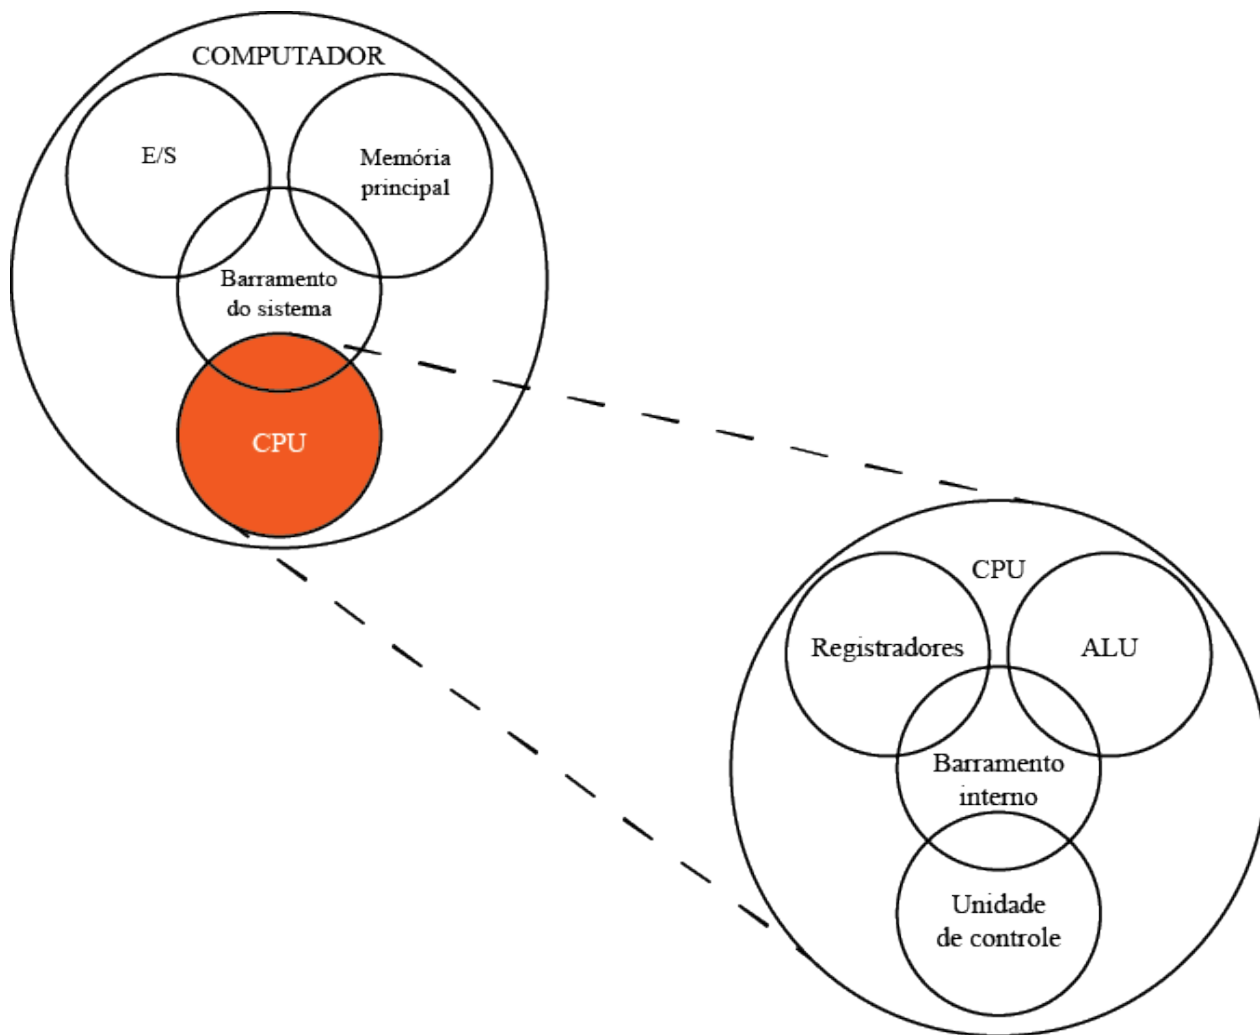 COMPUTADOR
E/S
Memória
principal
Barramento
do sistema
CPU
CPU
Registradores
ALU
Barramento
interno
Unidade
de controle